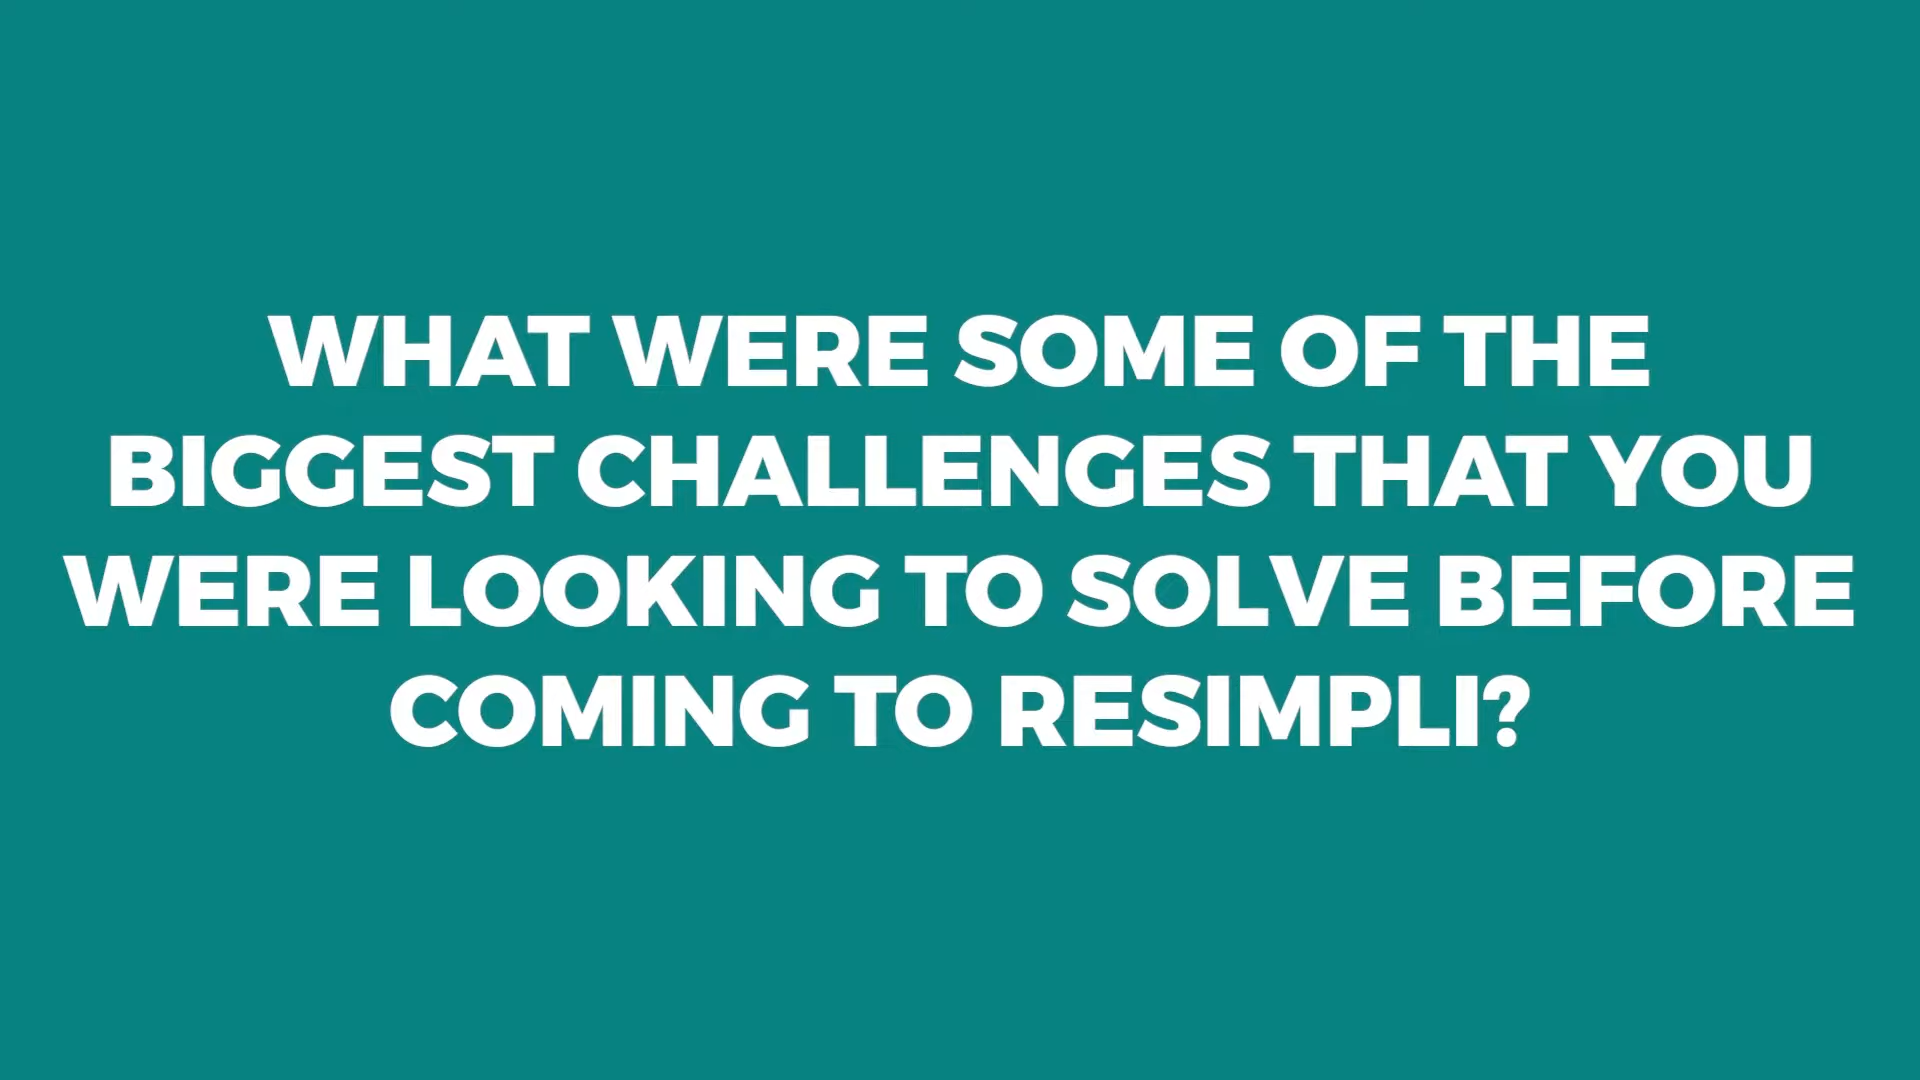 WHAT WERE SOME OF THE
BIGGEST CHALLENGES THAT YOU
WERE LOOKING TO SOLVE BEFORE
COMING TO RESIMPLI?